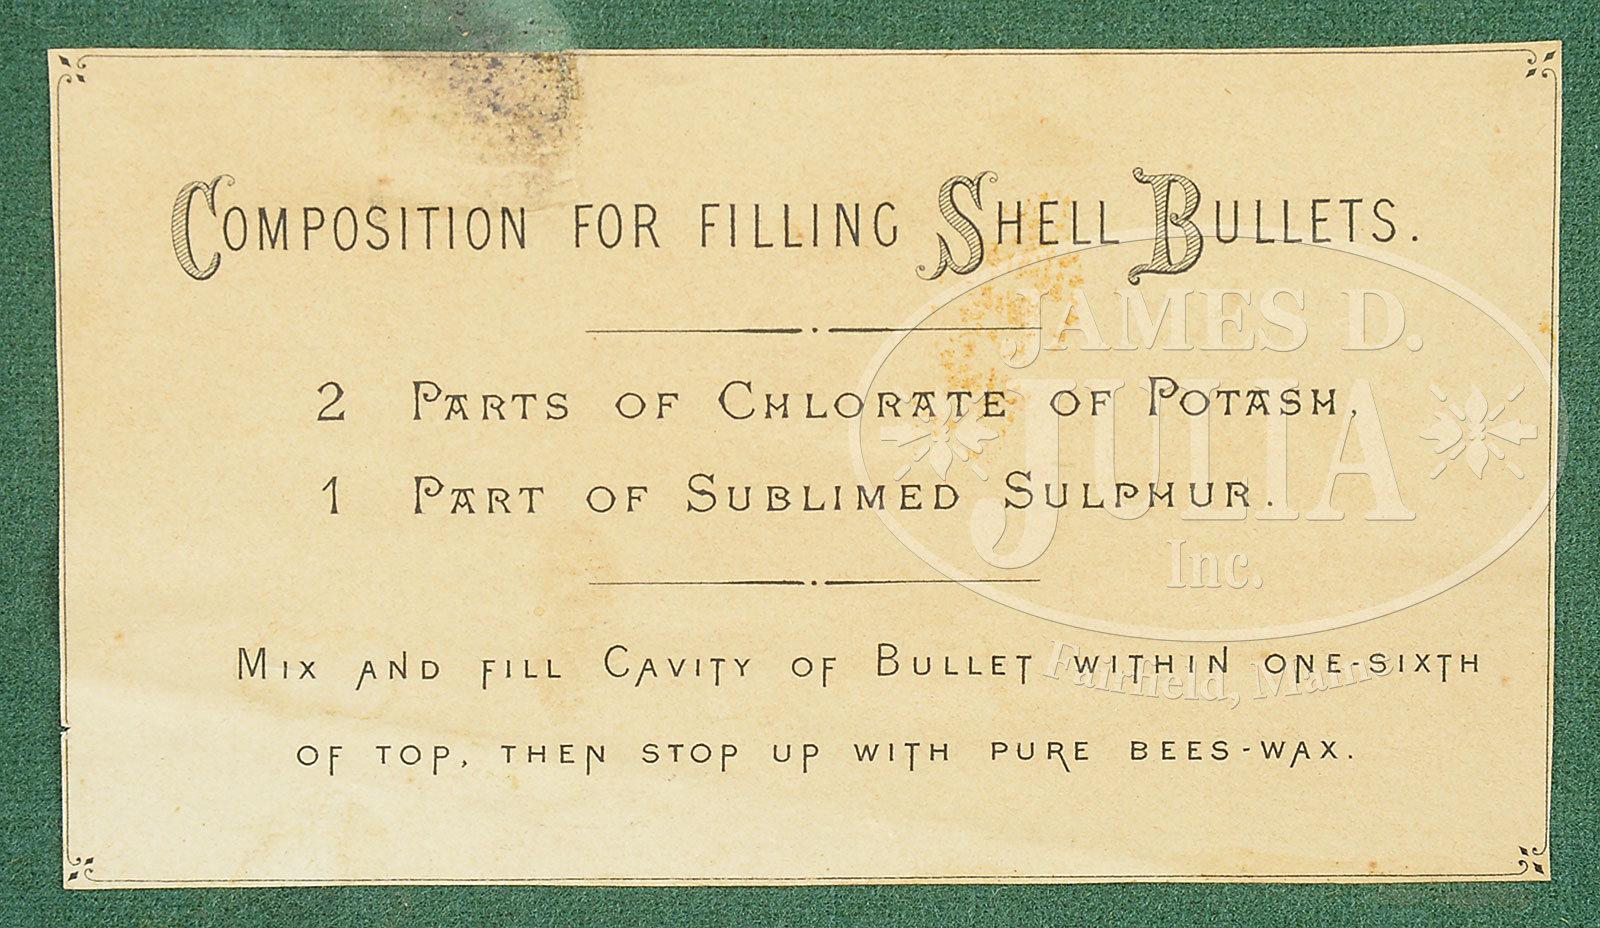 COMPOSITION FOR FILLING SHELL BULLETS.
2 PARTS OF CHLORATE OF POTASH,
1 PART OF SUBLIMED SULPHUR.
MIX AND FILL CAVITY OF BULLET WITHIN ONE-SIXTH
OF TOP, THEN STOP UP WITH PURE BEES-WAX.
JAMES D.
JULIA
Inc.
Fairfield, Maine